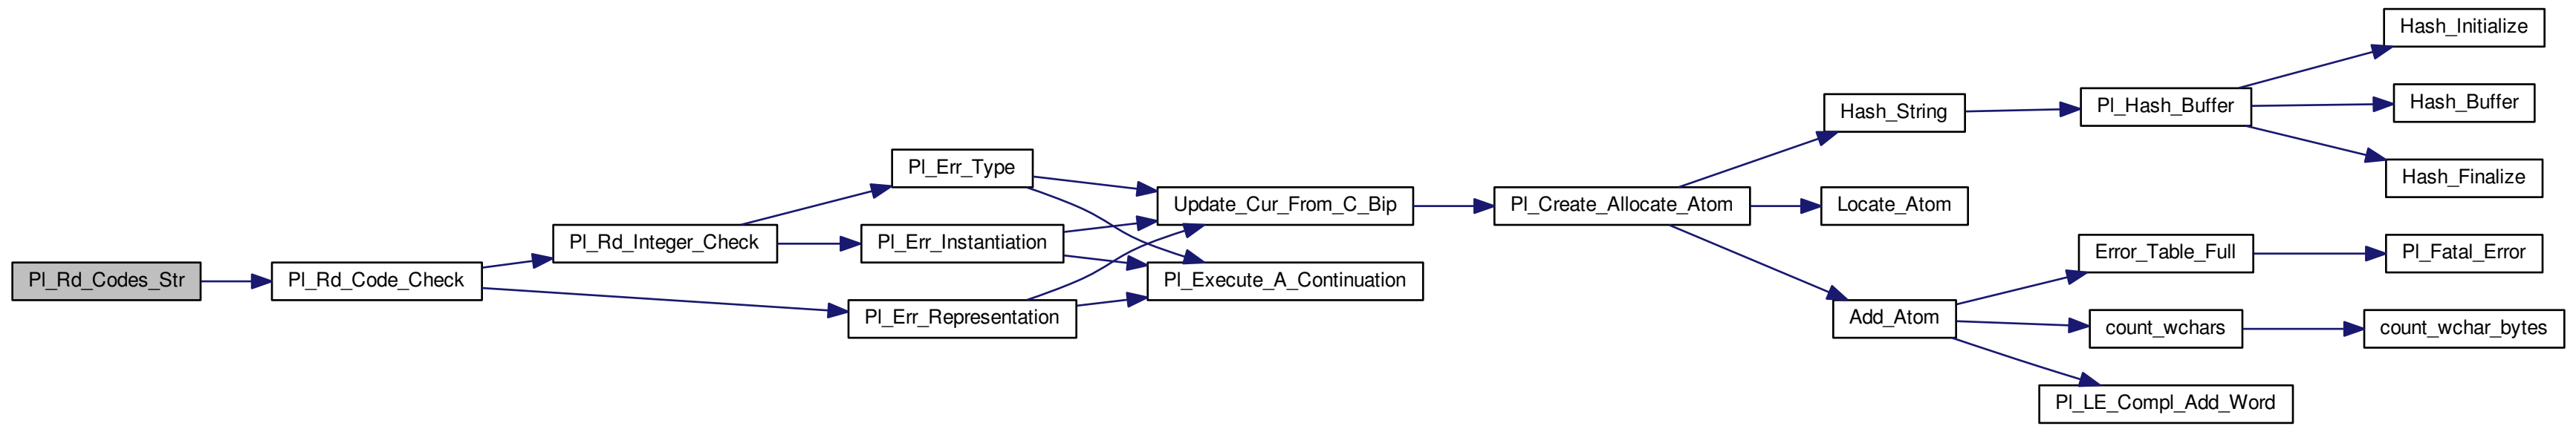 Pl_Rd_Codes_Str
Pl_Rd_Code_Check
Pl_Rd_Integer_Check
Pl_Err_Type
Pl_Err_Instantiation
Pl_Err_Representation
Update_Cur_From_C_Bip
Pl_Execute_A_Continuation
Pl_Create_Allocate_Atom
Hash_String
Locate_Atom
Add_Atom
Pl_Hash_Buffer
Hash_Initialize
Hash_Buffer
Hash_Finalize
Error_Table_Full
Pl_Fatal_Error
count_wchars
count_wchar_bytes
Pl_LE_Compl_Add_Word